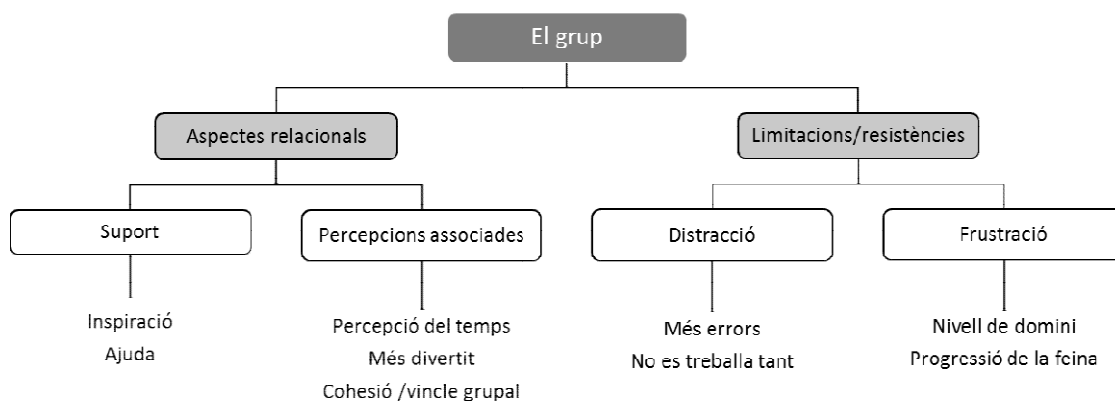 El grup
Aspectes relacionals
Limitacions/resistències
Suport
Percepcions associades
Distracció
Frustració
Inspiració
Ajuda
Percepció del temps
Més divertit
Cohesió /vincle grupal
Més errors
No es treballa tant
Nivell de domini
Progressió de la feina